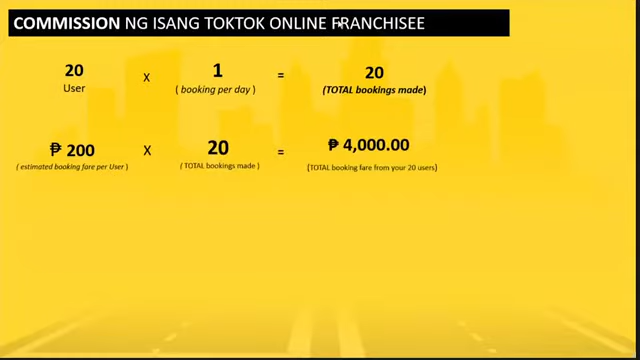 COMMISSION NG ISANG TOKTOK ONLINE FRANCHISEE
20 x 1 = 20
User ( booking per day ) (TOTAL bookings made)
₱ 200 X 20 = ₱ 4,000.00
( estimated booking fare per User ) ( TOTAL bookings made ) {TOTAL booking fare from your 20 users}